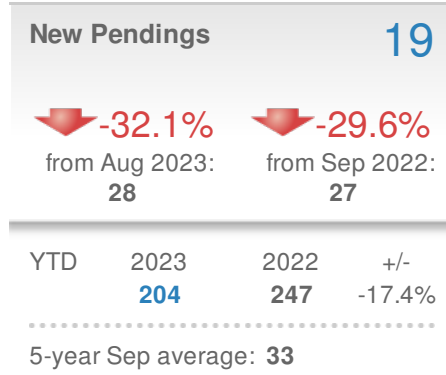 New Pendings 19
-32.1% -29.6%
from Aug 2023: from Sep 2022:
28 27
YTD 2023 2022 +/-
204 247 -17.4%
5-year Sep average: 33